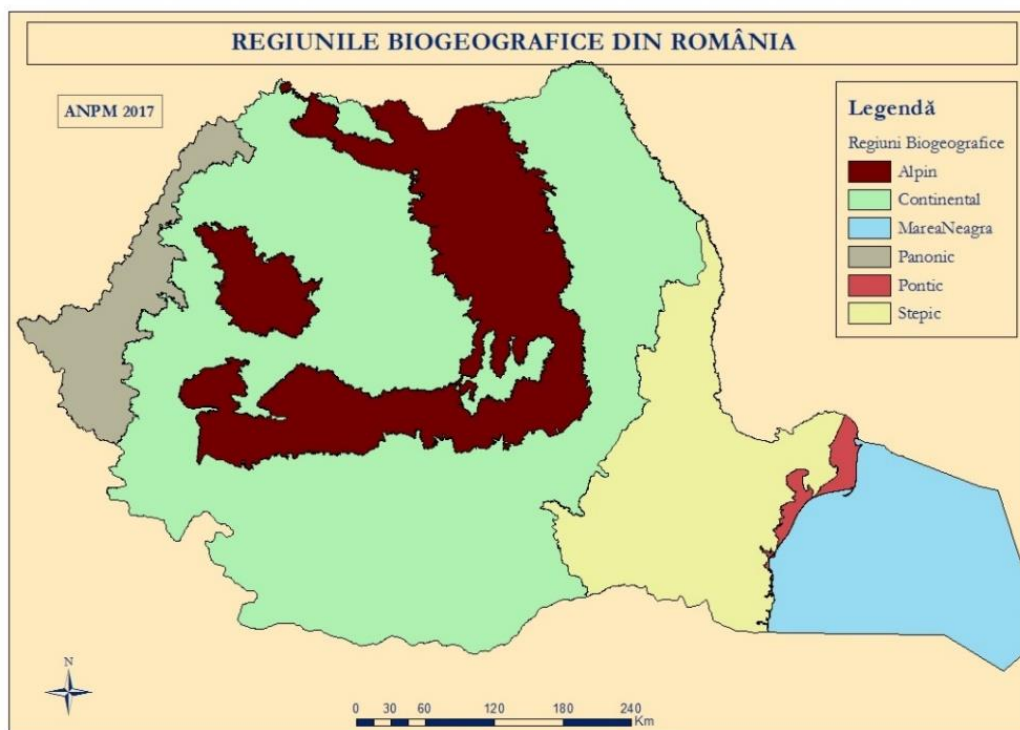 REGIUNILE BIOGEOGRAFICE DIN ROMÂNIA
ANPM 2017
Legendă
Regiuni Biogeografice
Alpin
Continental
MareaNeagra
Panonic
Pontic
Stepic
N
0 30 60 120 180 240
Km